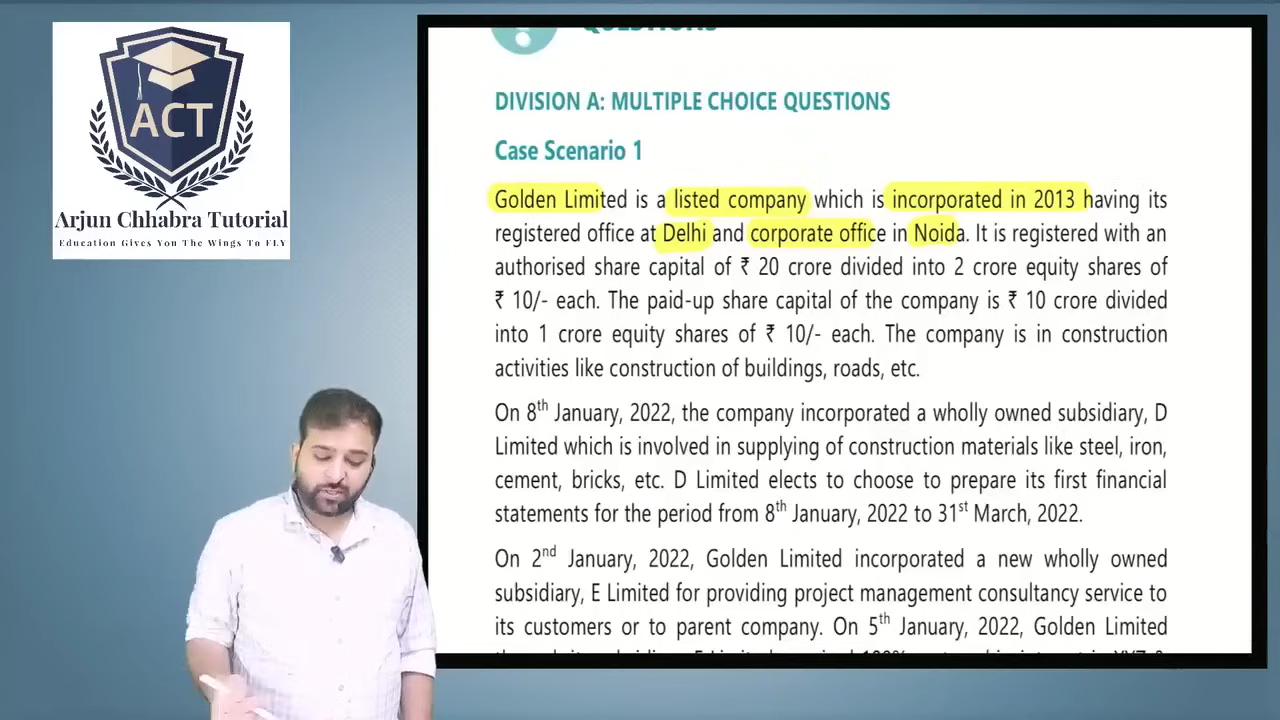 ACT
Arjun Chhabra Tutorial
Education Gives You The Wings To FLY
QUESTIONS
DIVISION A: MULTIPLE CHOICE QUESTIONS
Case Scenario 1
Golden Limited is a listed company which is incorporated in 2013 having its
registered office at Delhi and corporate office in Noida. It is registered with an
authorised share capital of ₹ 20 crore divided into 2 crore equity shares of
₹ 10/- each. The paid-up share capital of the company is ₹ 10 crore divided
into 1 crore equity shares of ₹ 10/- each. The company is in construction
activities like construction of buildings, roads, etc.
On 8th January, 2022, the company incorporated a wholly owned subsidiary, D
Limited which is involved in supplying of construction materials like steel, iron,
cement, bricks, etc. D Limited elects to choose to prepare its first financial
statements for the period from 8th January, 2022 to 31st March, 2022.
On 2nd January, 2022, Golden Limited incorporated a new wholly owned
subsidiary, E Limited for providing project management consultancy service to
its customers or to parent company. On 5th January, 2022, Golden Limited